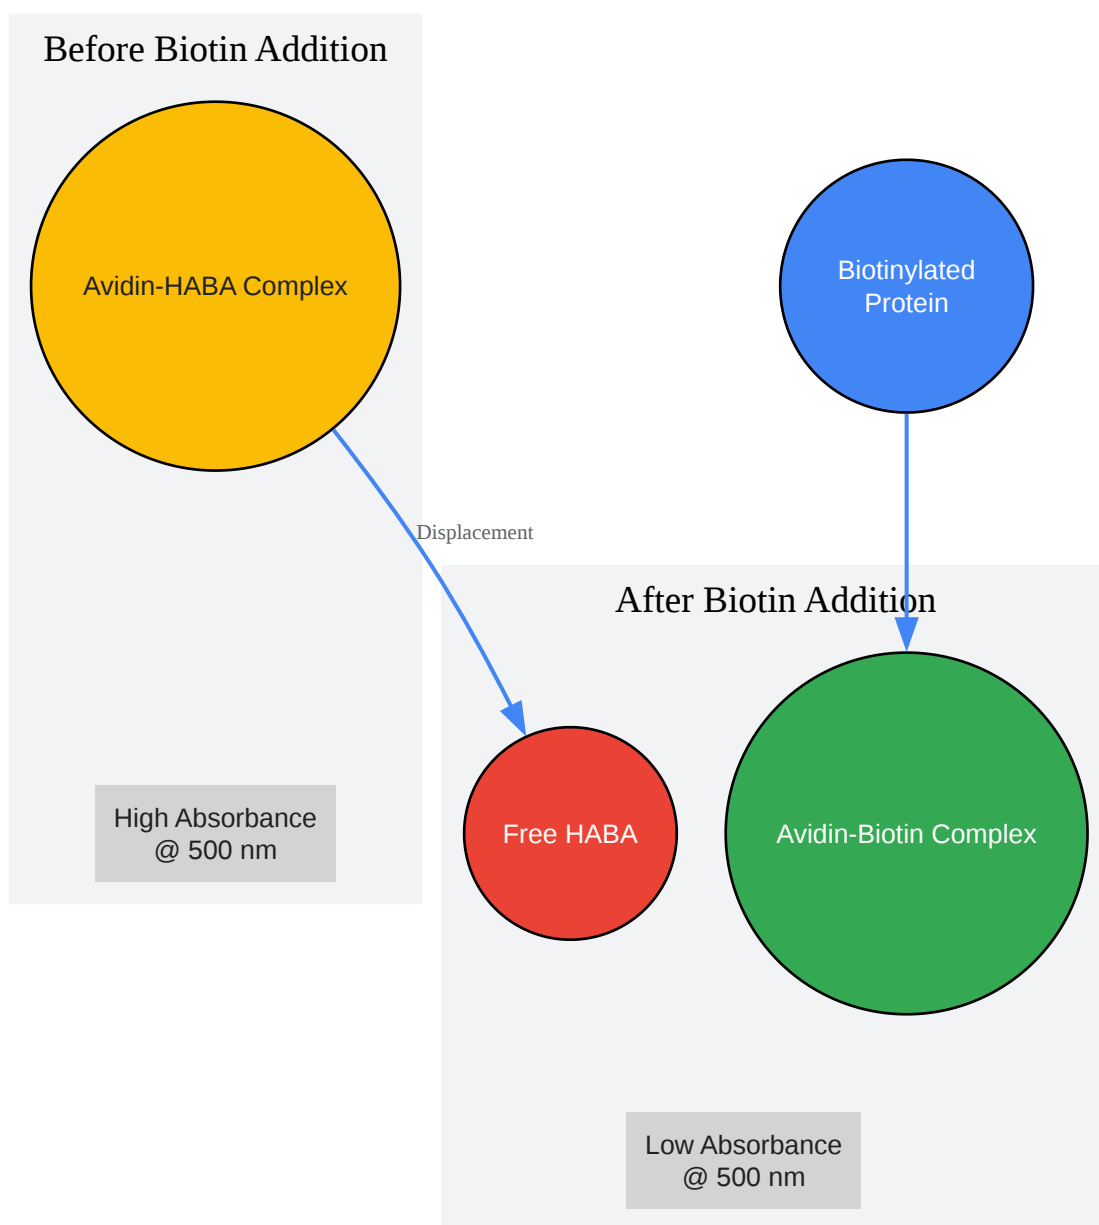 Before Biotin Addition
Avidin-HABA Complex
Biotinylated
Protein
Displacement
After Biotin Addition
High Absorbance
@ 500 nm
Free HABA
Avidin-Biotin Complex
Low Absorbance
@ 500 nm